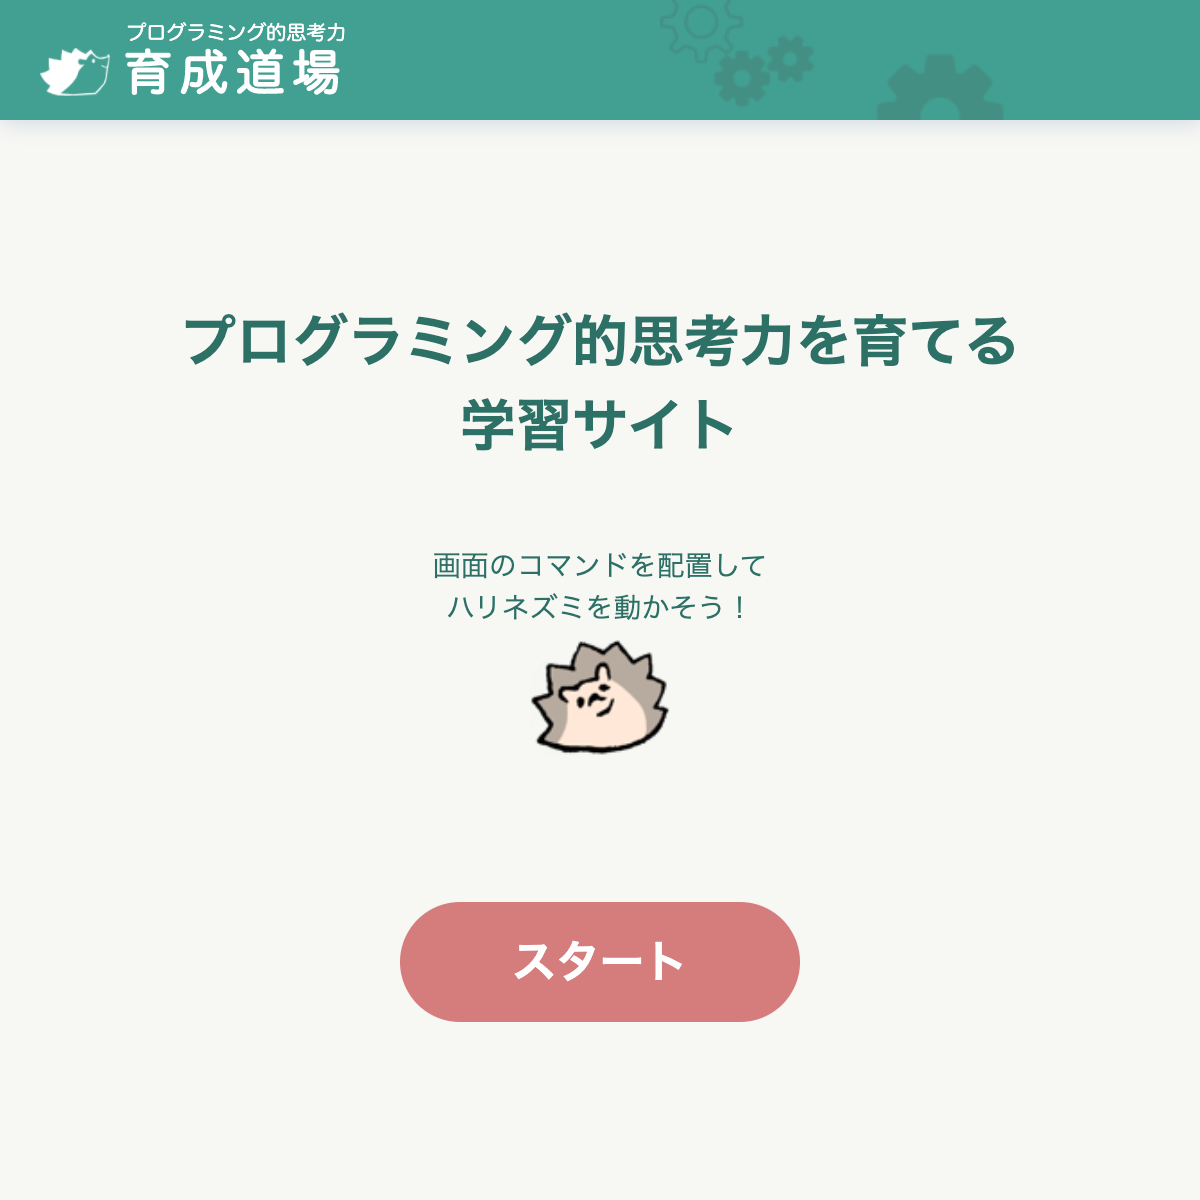 プログラミング的思考力
育成道場
プログラミング的思考力を育てる
学習サイト
画面のコマンドを配置して
ハリネズミを動かそう！
スタート